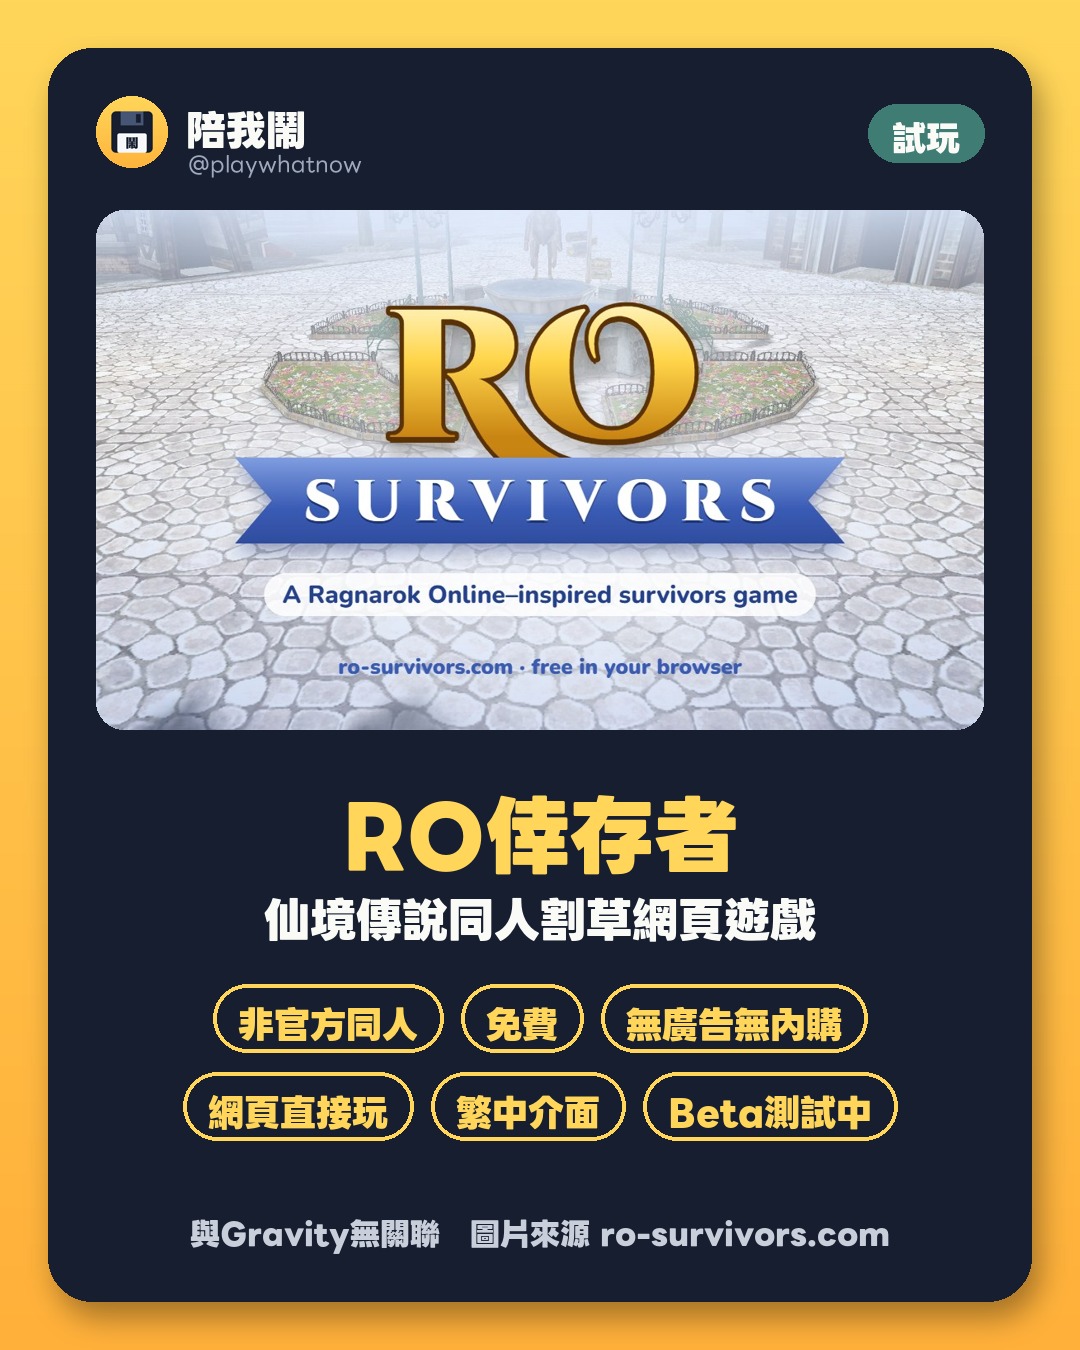 陪我鬧
@playwhatnow
試玩
鬧
RO
SURVIVORS
A Ragnarok Online–inspired survivors game
ro-survivors.com · free in your browser
RO倖存者
仙境傳說同人割草網頁遊戲
非官方同人
免費
無廣告無內購
網頁直接玩
繁中介面
Beta測試中
與Gravity無關聯 圖片來源 ro-survivors.com